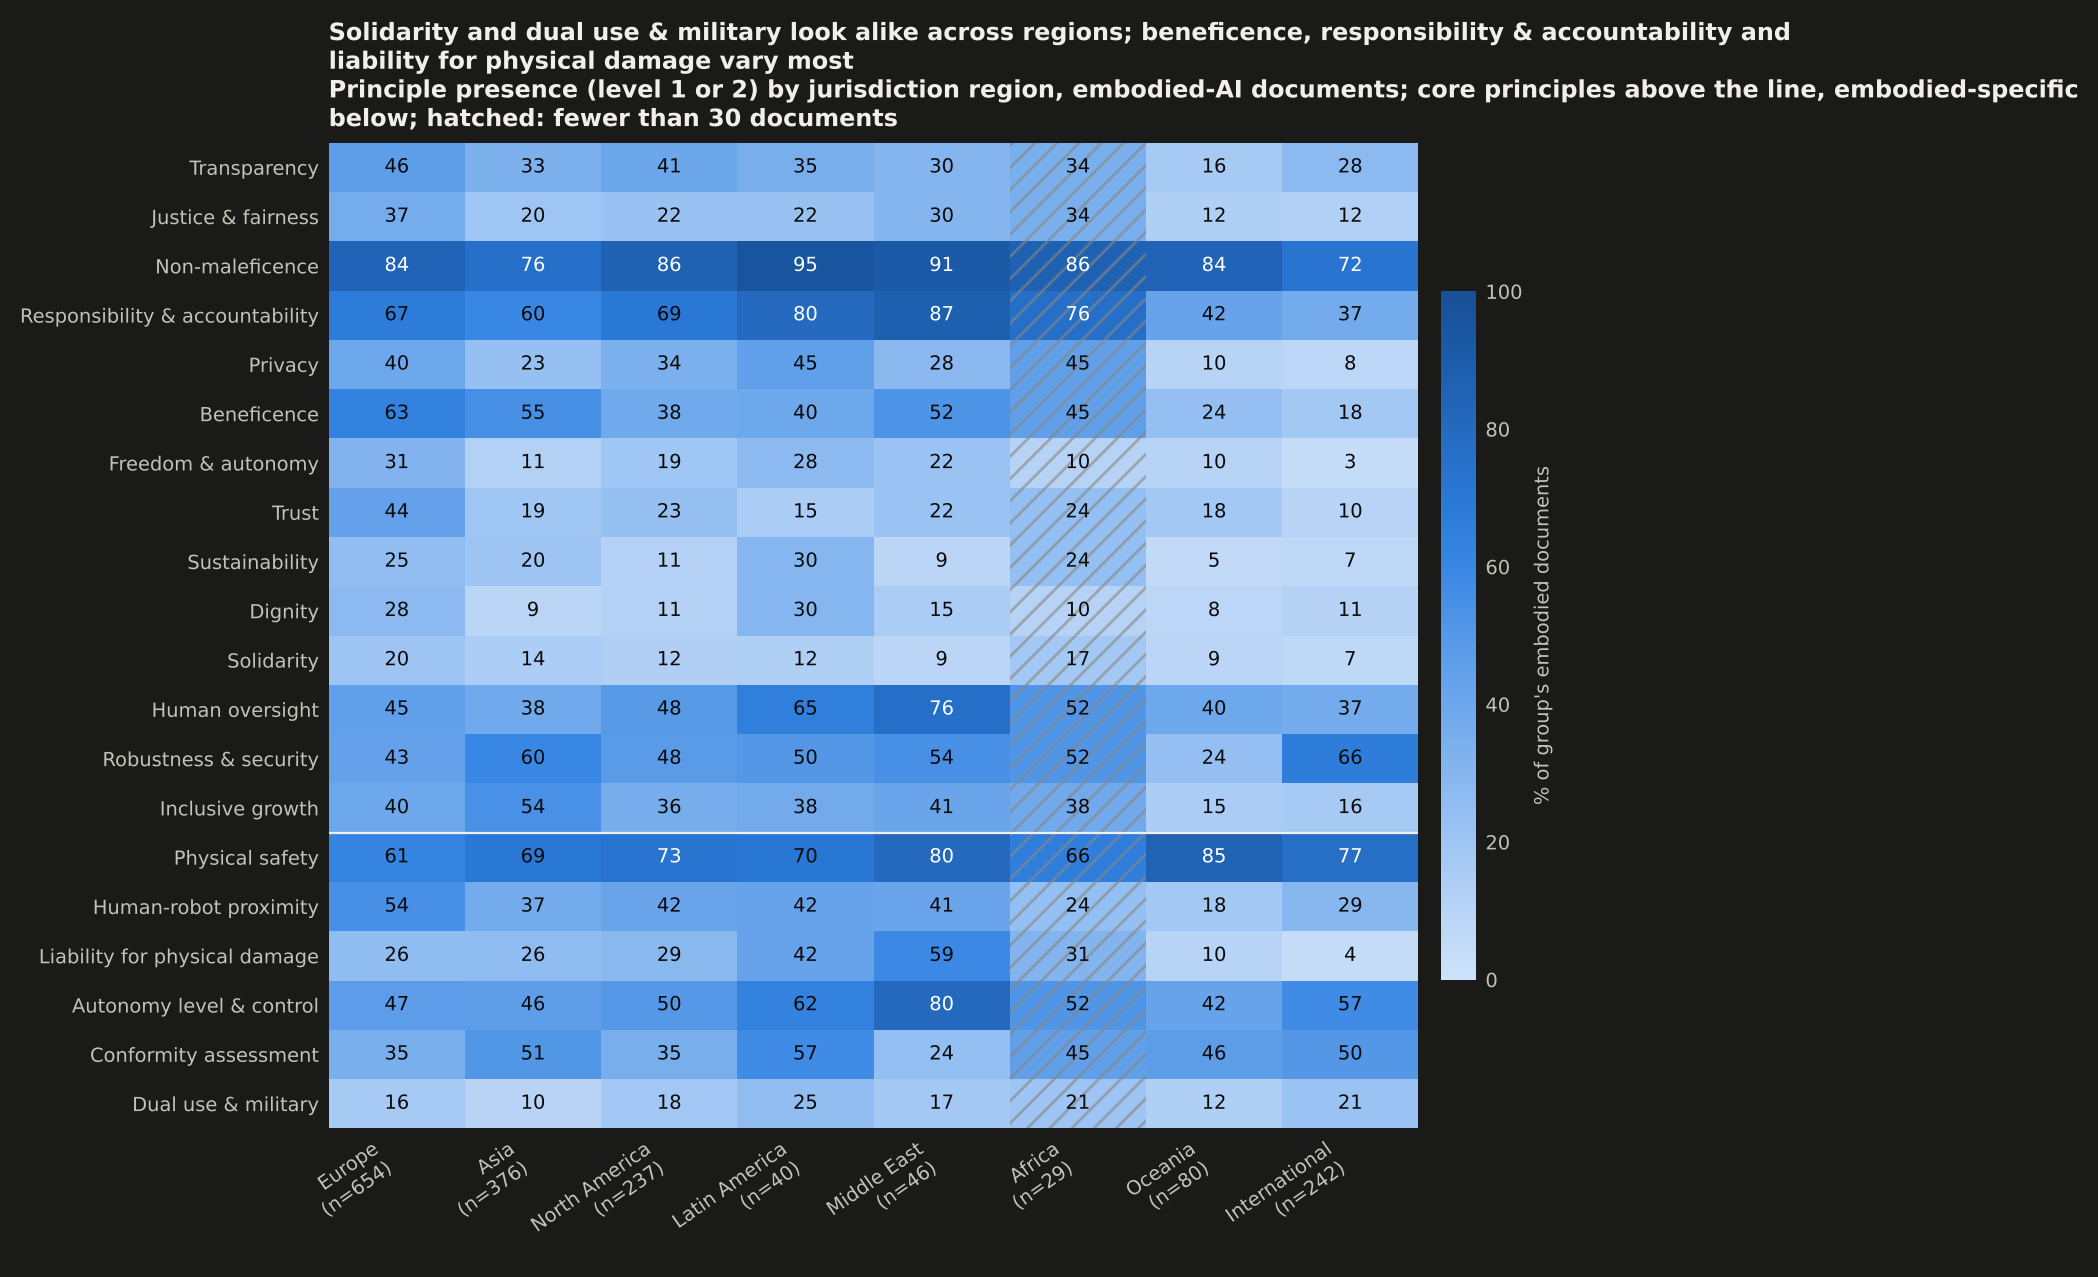 Solidarity and dual use & military look alike across regions; beneficence, responsibility & accountability and
liability for physical damage vary most
Principle presence (level 1 or 2) by jurisdiction region, embodied-AI documents; core principles above the line, embodied-specific
below; hatched: fewer than 30 documents
Transparency 46 33 41 35 30 34 16 28
Justice & fairness 37 20 22 22 30 34 12 12
Non-maleficence 84 76 86 95 91 86 84 72
Responsibility & accountability 67 60 69 80 87 76 42 37
Privacy 40 23 34 45 28 45 10 8
Beneficence 63 55 38 40 52 45 24 18
Freedom & autonomy 31 11 19 28 22 10 10 3
Trust 44 19 23 15 22 24 18 10
Sustainability 25 20 11 30 9 24 5 7
Dignity 28 9 11 30 15 10 8 11
Solidarity 20 14 12 12 9 17 9 7
Human oversight 45 38 48 65 76 52 40 37
Robustness & security 43 60 48 50 54 52 24 66
Inclusive growth 40 54 36 38 41 38 15 16
Physical safety 61 69 73 70 80 66 85 77
Human-robot proximity 54 37 42 42 41 24 18 29
Liability for physical damage 26 26 29 42 59 31 10 4
Autonomy level & control 47 46 50 62 80 52 42 57
Conformity assessment 35 51 35 57 24 45 46 50
Dual use & military 16 10 18 25 17 21 12 21
Europe
(n=654)
Asia
(n=376)
North America
(n=237)
Latin America
(n=40)
Middle East
(n=46)
Africa
(n=29)
Oceania
(n=80)
International
(n=242)
100
80
60
40
20
0
% of group's embodied documents